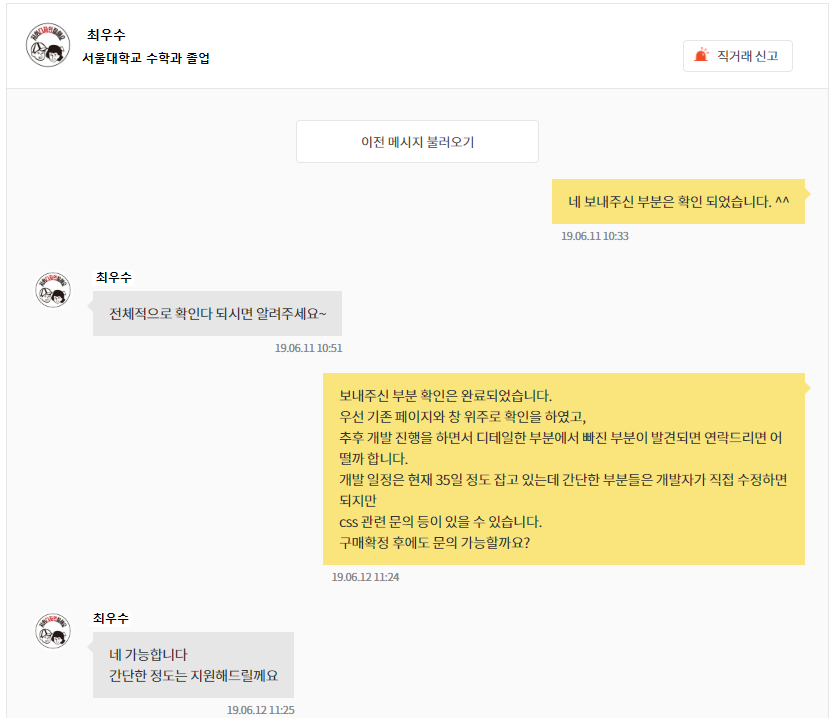 최우수
서울대학교 수학과 졸업
직거래 신고
이전 메시지 불러오기
네 보내주신 부분은 확인 되었습니다. ^^
19.06.11 10:33
최우수
전체적으로 확인다 되시면 알려주세요~
19.06.11 10:51
보내주신 부분 확인은 완료되었습니다.
우선 기존 페이지와 창 위주로 확인을 하였고,
추후 개발 진행을 하면서 디테일한 부분에서 빠진 부분이 발견되면 연락드리면 어
떨까 합니다.
개발 일정은 현재 35일 정도 잡고 있는데 간단한 부분들은 개발자가 직접 수정하면
되지만
css 관련 문의 등이 있을 수 있습니다.
구매확정 후에도 문의 가능할까요?
19.06.12 11:24
최우수
네 가능합니다
간단한 정도는 지원해드릴께요
19.06.12 11:25